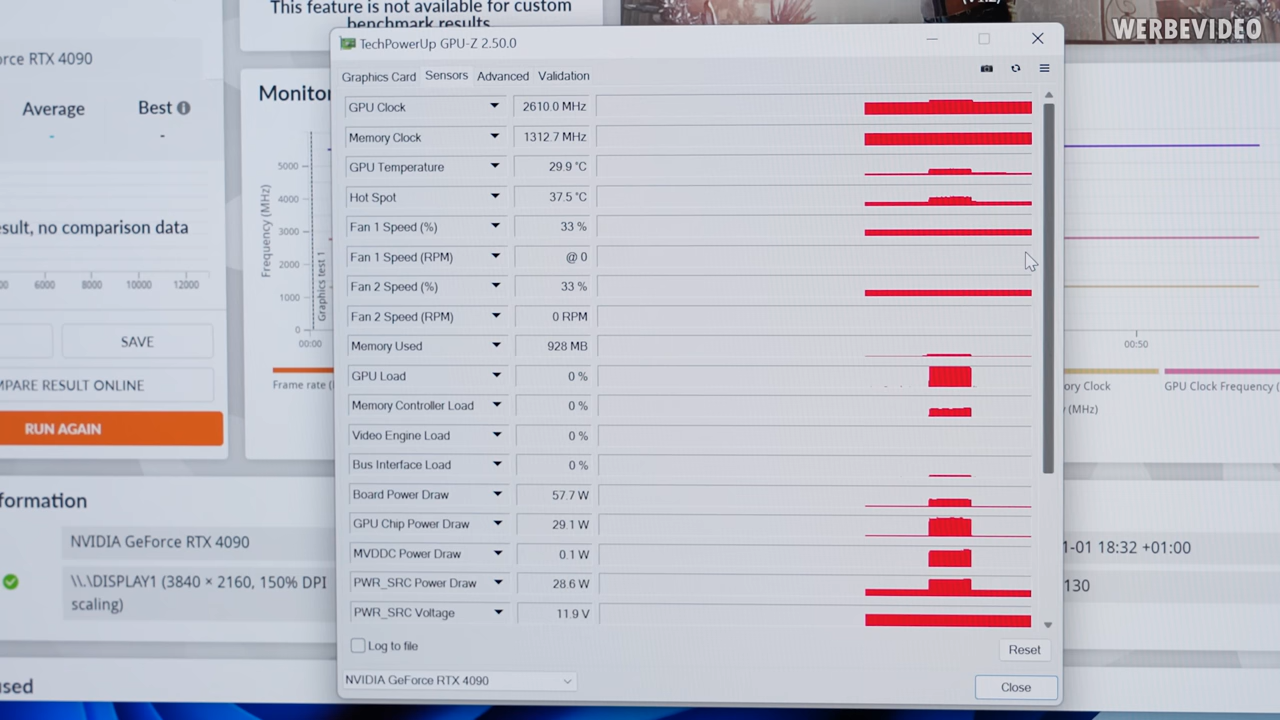 This feature is not available for custom
benchmark results
WERBEVIDEO
rce RTX 4090
Average
Best
-
-
esult, no comparison data
6000 8000 10000 12000
SAVE
MPARE RESULT ONLINE
RUN AGAIN
formation
NVIDIA GeForce RTX 4090
\\.\DISPLAY1 (3840 × 2160, 150% DPI
scaling)
used
Monitor
Frequency (MHz)
5000
4000
3000
2000
1000
0
Graphics test 1
00:00
Frame rate (
TechPowerUp GPU-Z 2.50.0
Graphics Card Sensors Advanced Validation
GPU Clock 2610.0 MHz
Memory Clock 1312.7 MHz
GPU Temperature 29.9 °C
Hot Spot 37.5 °C
Fan 1 Speed (%) 33 %
Fan 1 Speed (RPM) @ 0
Fan 2 Speed (%) 33 %
Fan 2 Speed (RPM) 0 RPM
Memory Used 928 MB
GPU Load 0 %
Memory Controller Load 0 %
Video Engine Load 0 %
Bus Interface Load 0 %
Board Power Draw 57.7 W
GPU Chip Power Draw 29.1 W
MVDDC Power Draw 0.1 W
PWR_SRC Power Draw 28.6 W
PWR_SRC Voltage 11.9 V
Log to file
Reset
NVIDIA GeForce RTX 4090
Close
00:50
ory Clock
GPU Clock Frequency (
(MHz)
1-01 18:32 +01:00
130